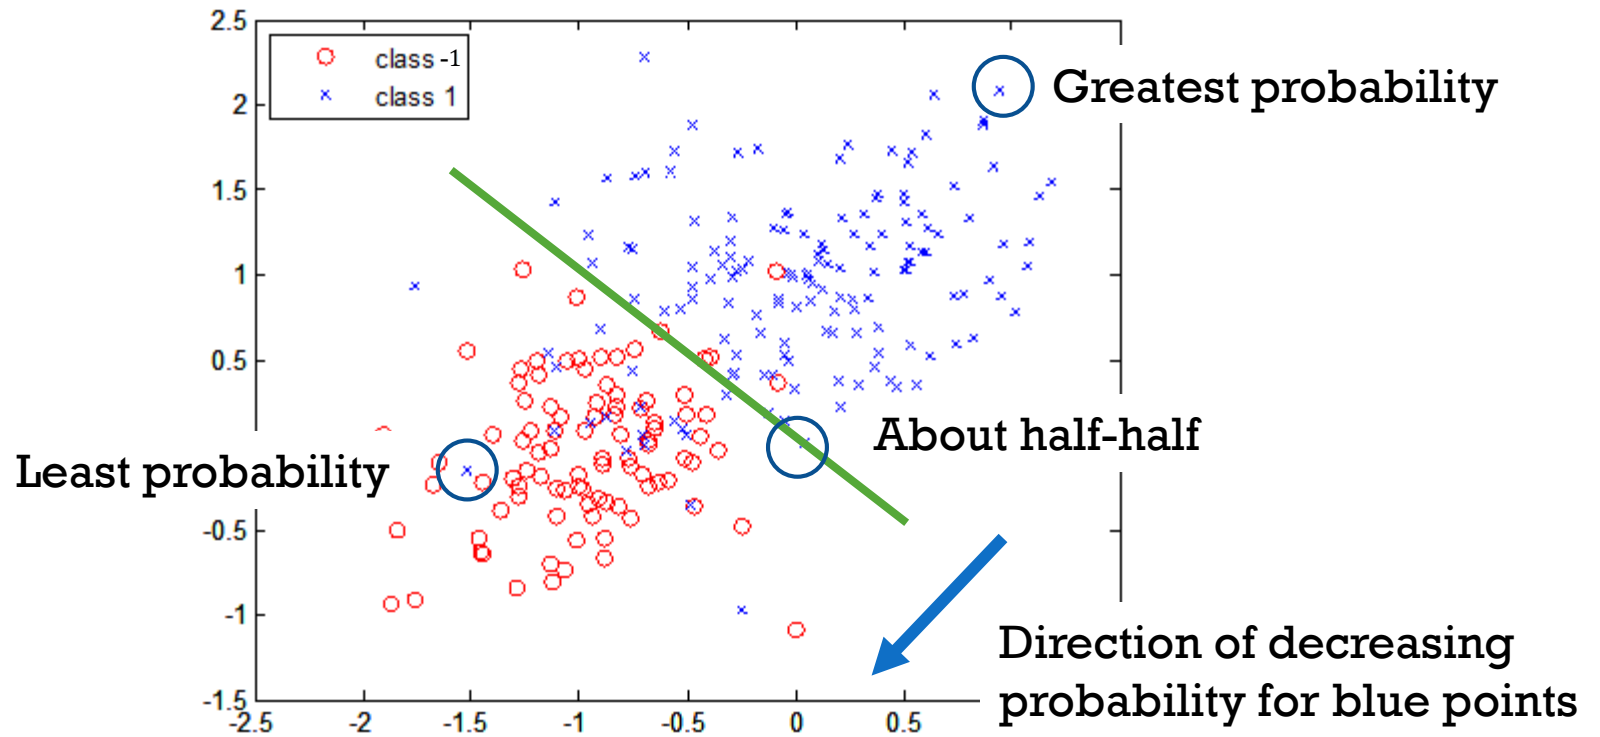 2.5
class -1
class 1
2
Greatest probability
1.5
1
0.5
About half-half
Least probability
-0.5
-1
Direction of decreasing
probability for blue points
-1.5
-2.5 -2 -1.5 -1 -0.5 0 0.5